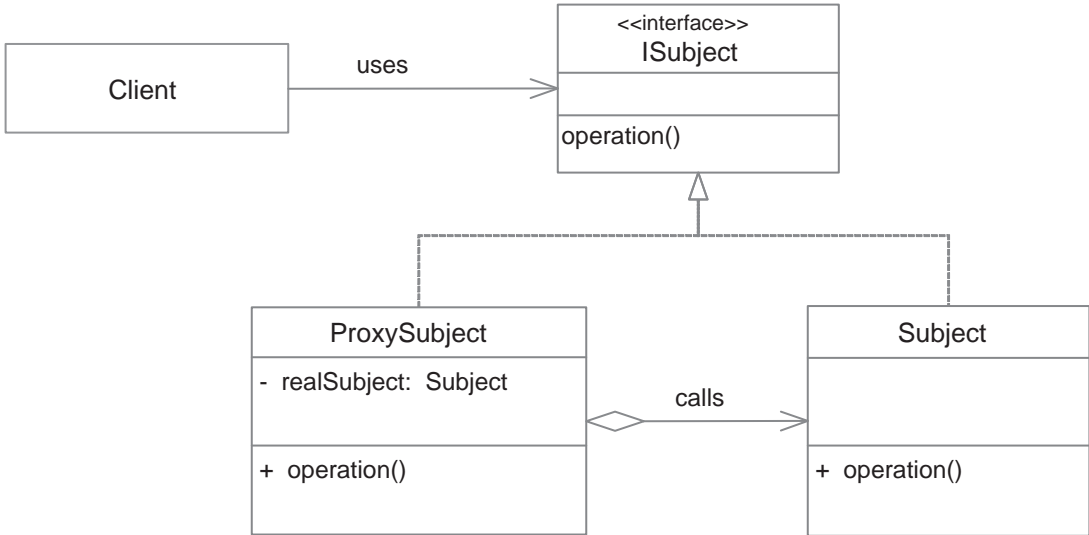 <<interface>>
ISubject
Client
uses
operation()
ProxySubject
- realSubject: Subject
+ operation()
calls
Subject
+ operation()